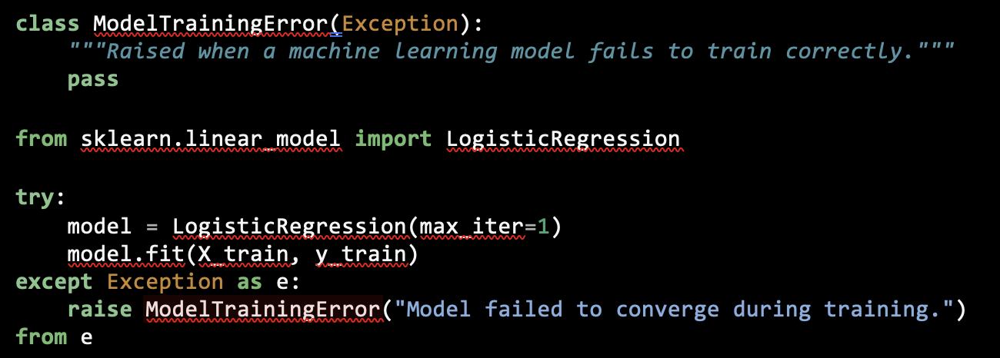 class ModelTrainingError(Exception):
    """Raised when a machine learning model fails to train correctly."""
    pass

from sklearn.linear_model import LogisticRegression

try:
    model = LogisticRegression(max_iter=1)
    model.fit(X_train, y_train)
except Exception as e:
    raise ModelTrainingError("Model failed to converge during training.")
from e